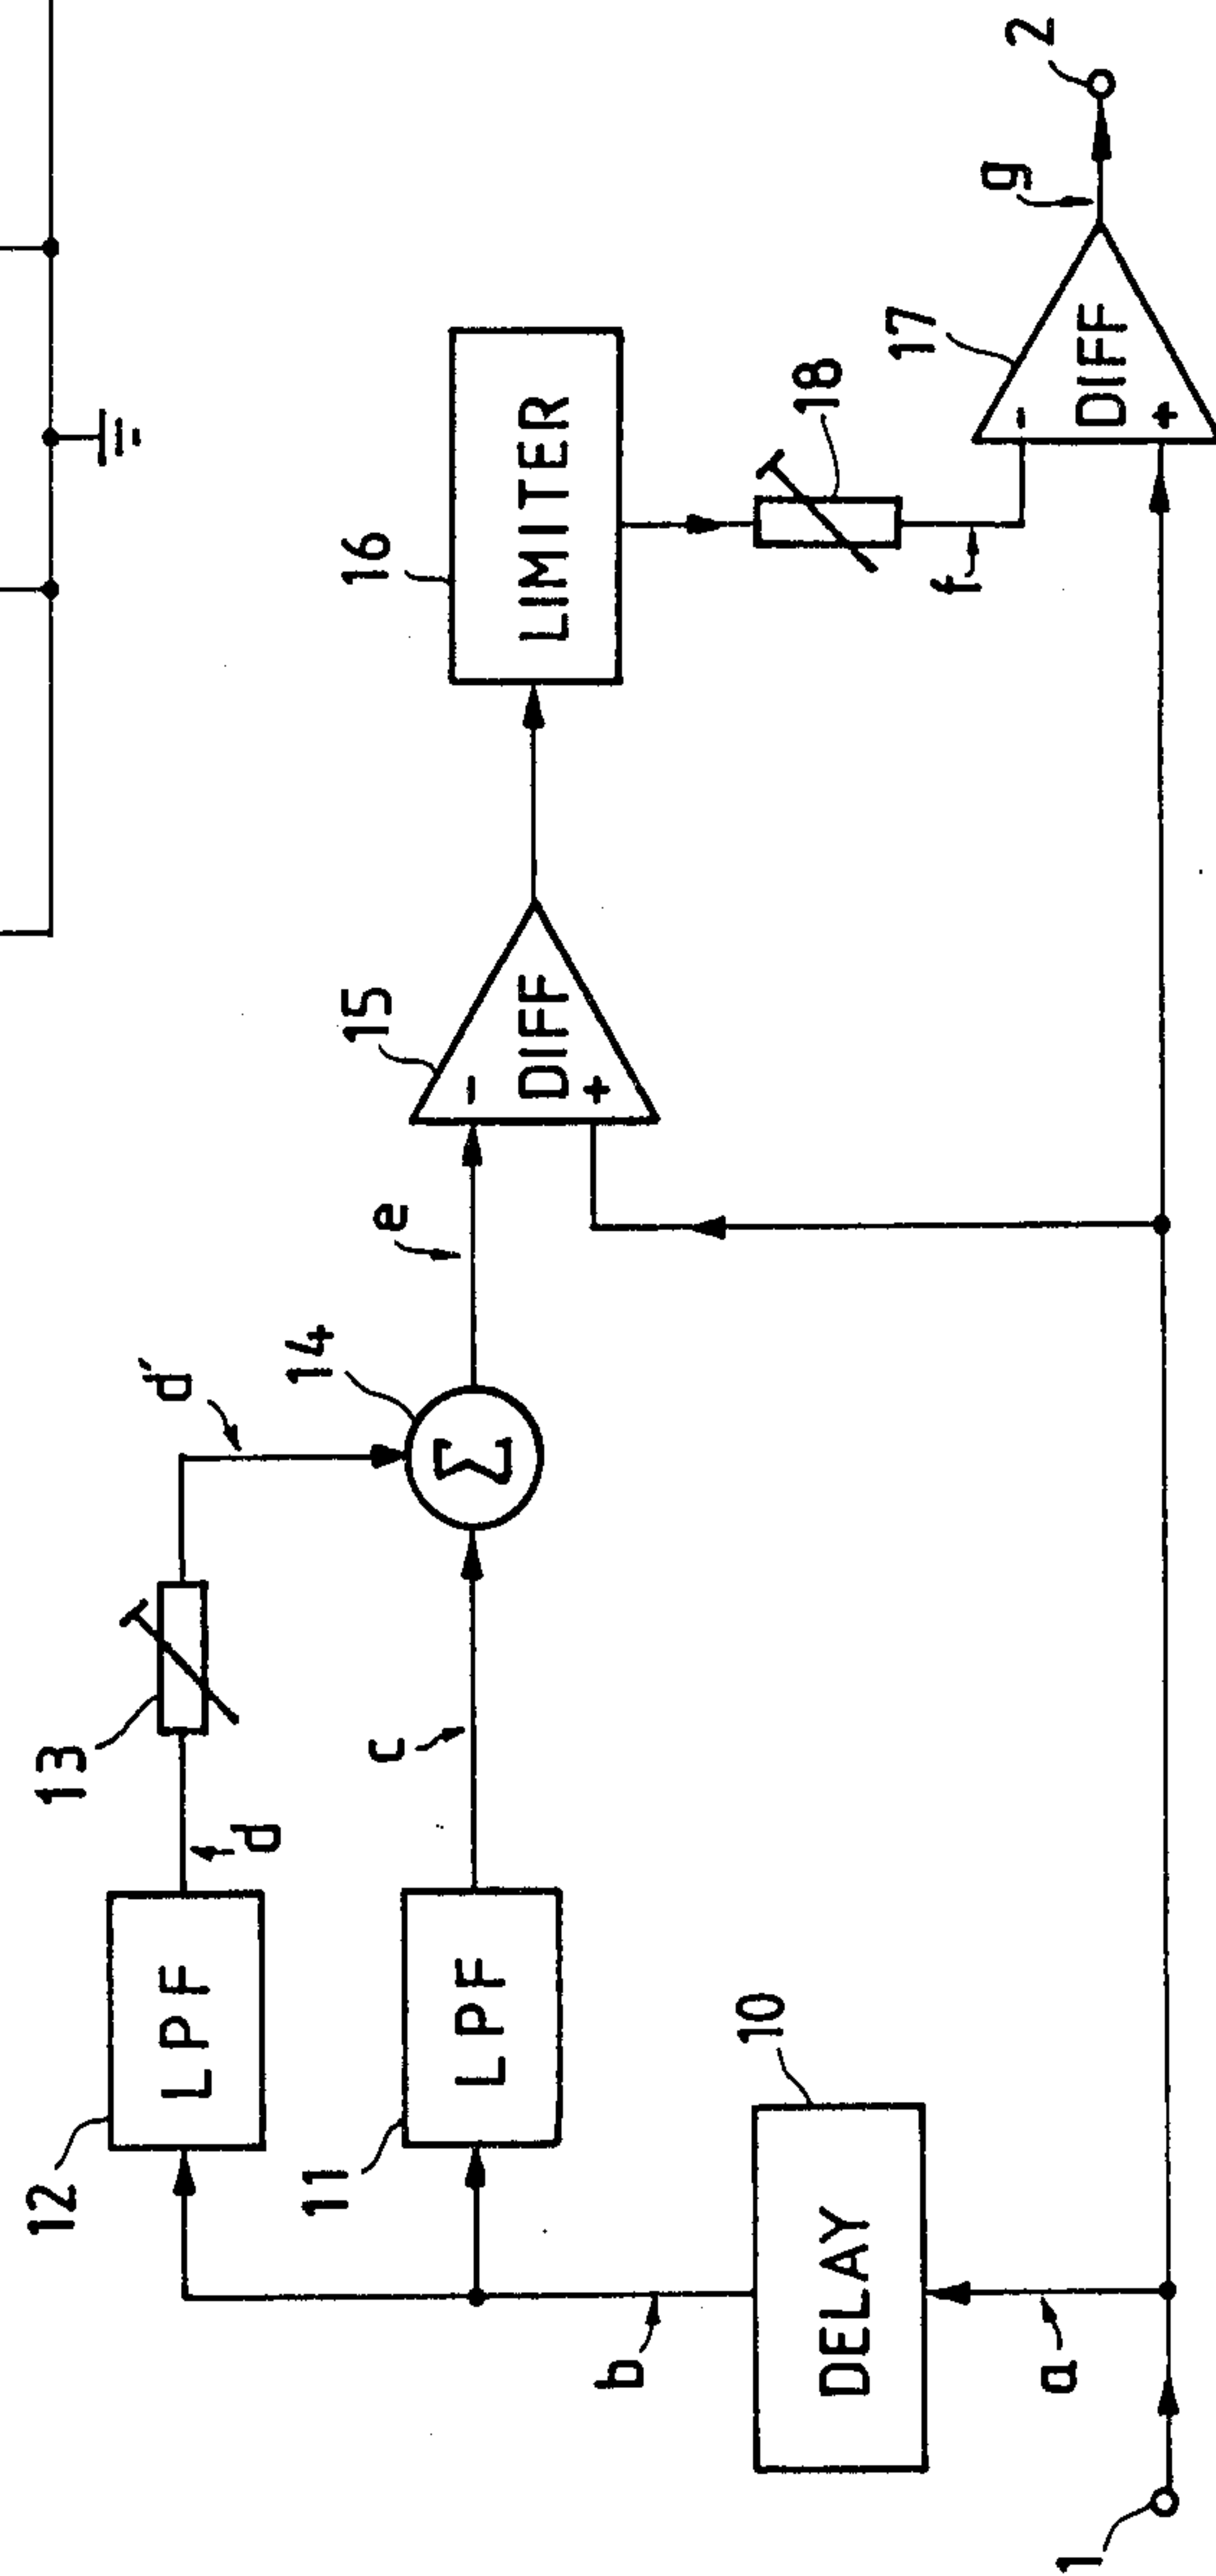 12
LPF
d
13
d'
11
LPF
c
14
Σ
e
15
DIFF
-
+
16
LIMITER
b
DELAY
10
18
f
17
DIFF
-
+
g
2
a
1